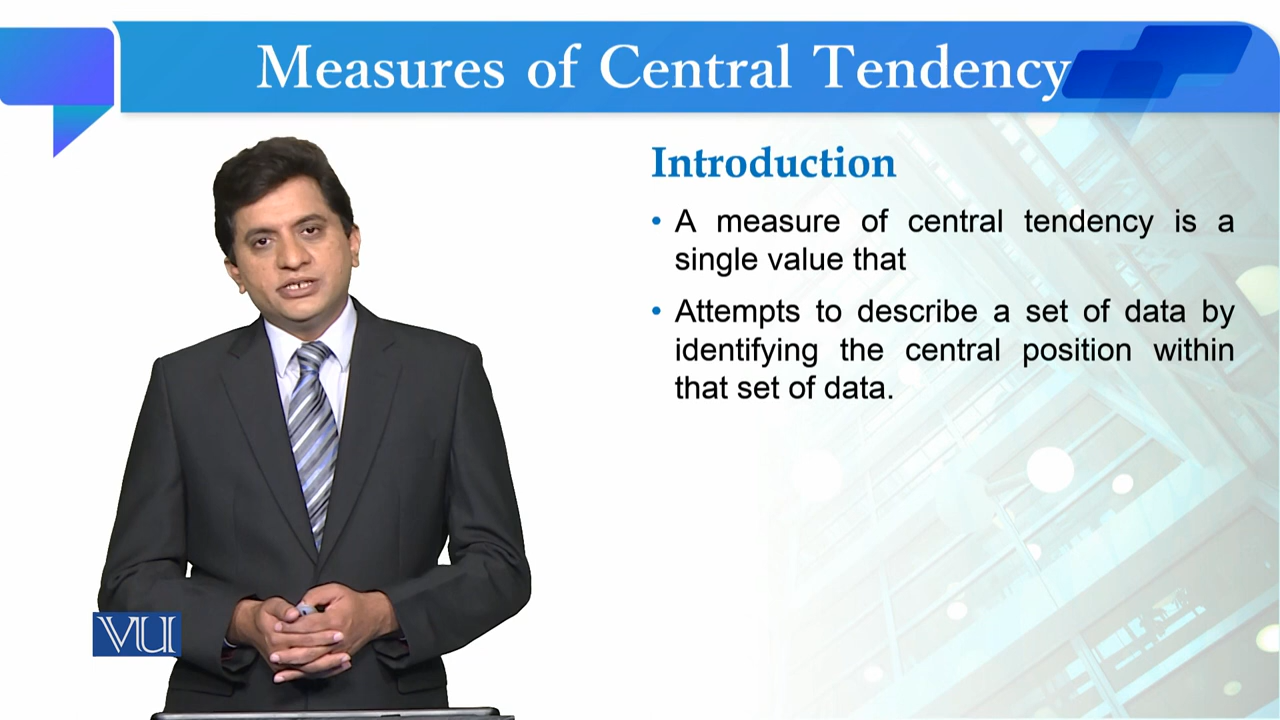 Measures of Central Tendency
Introduction
• A measure of central tendency is a
single value that
• Attempts to describe a set of data by
identifying the central position within
that set of data.
VU